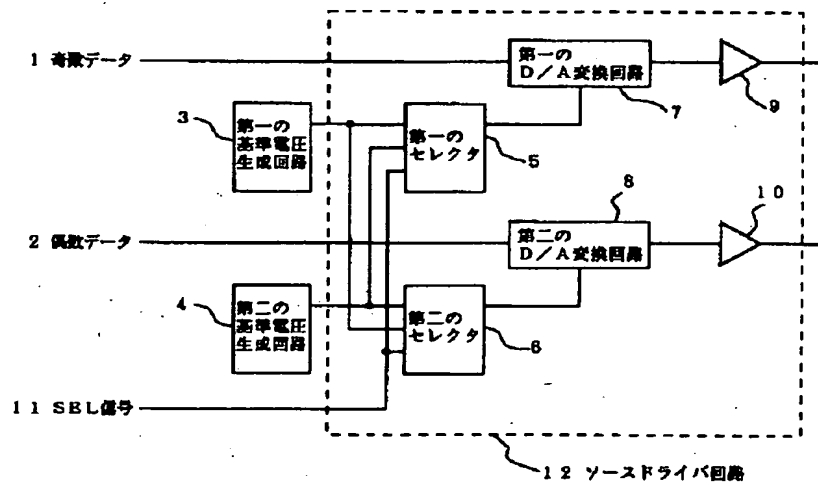 1 奇数データ
第一の
D/A変換回路
7
9
3
第一の
基準電圧
生成回路
第一の
セレクタ
5
8
10
2 偶数データ
第二の
D/A変換回路
4
第二の
基準電圧
生成回路
第二の
セレクタ
6
11 SEL信号
12 ソースドライバ回路